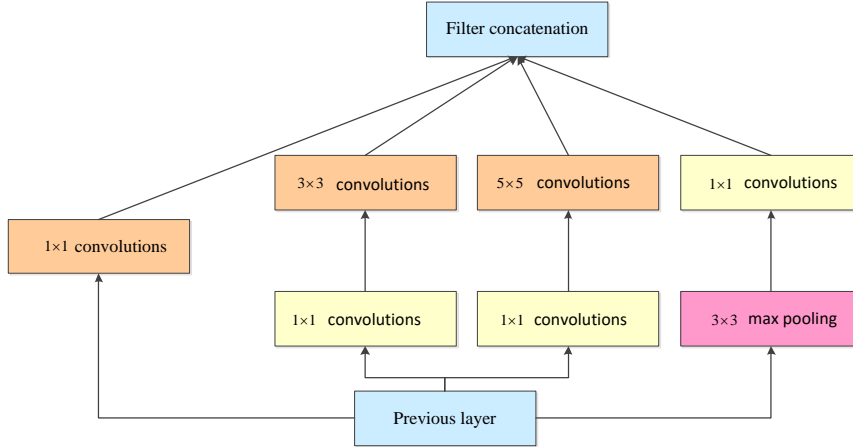 Filter concatenation
3×3 convolutions
5×5 convolutions
1×1 convolutions
1×1 convolutions
1×1 convolutions
1×1 convolutions
3×3 max pooling
Previous layer